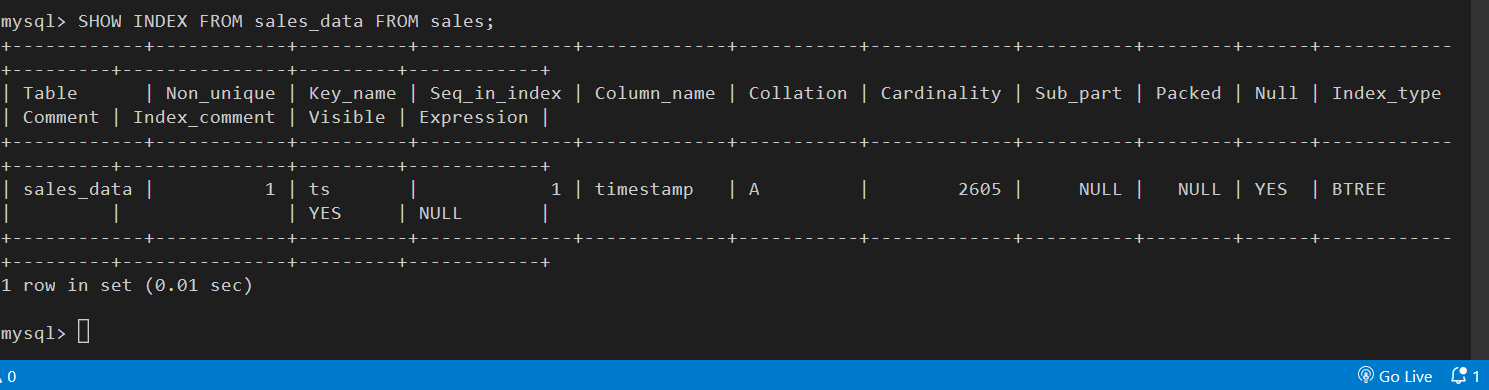 mysql> SHOW INDEX FROM sales_data FROM sales;
+------------+------------+----------+--------------+-------------+-----------+-------------+----------+--------+------+------------
+---------+---------------+---------+------------+
| Table      | Non_unique | Key_name | Seq_in_index | Column_name | Collation | Cardinality | Sub_part | Packed | Null | Index_type
| Comment | Index_comment | Visible | Expression |
+------------+------------+----------+--------------+-------------+-----------+-------------+----------+--------+------+------------
+---------+---------------+---------+------------+
| sales_data |          1 | ts       |            1 | timestamp   | A         |        2605 |     NULL |   NULL | YES  | BTREE
|         |               | YES     | NULL       |
+------------+------------+----------+--------------+-------------+-----------+-------------+----------+--------+------+------------
+---------+---------------+---------+------------+
1 row in set (0.01 sec)
mysql>
0 Go Live 1